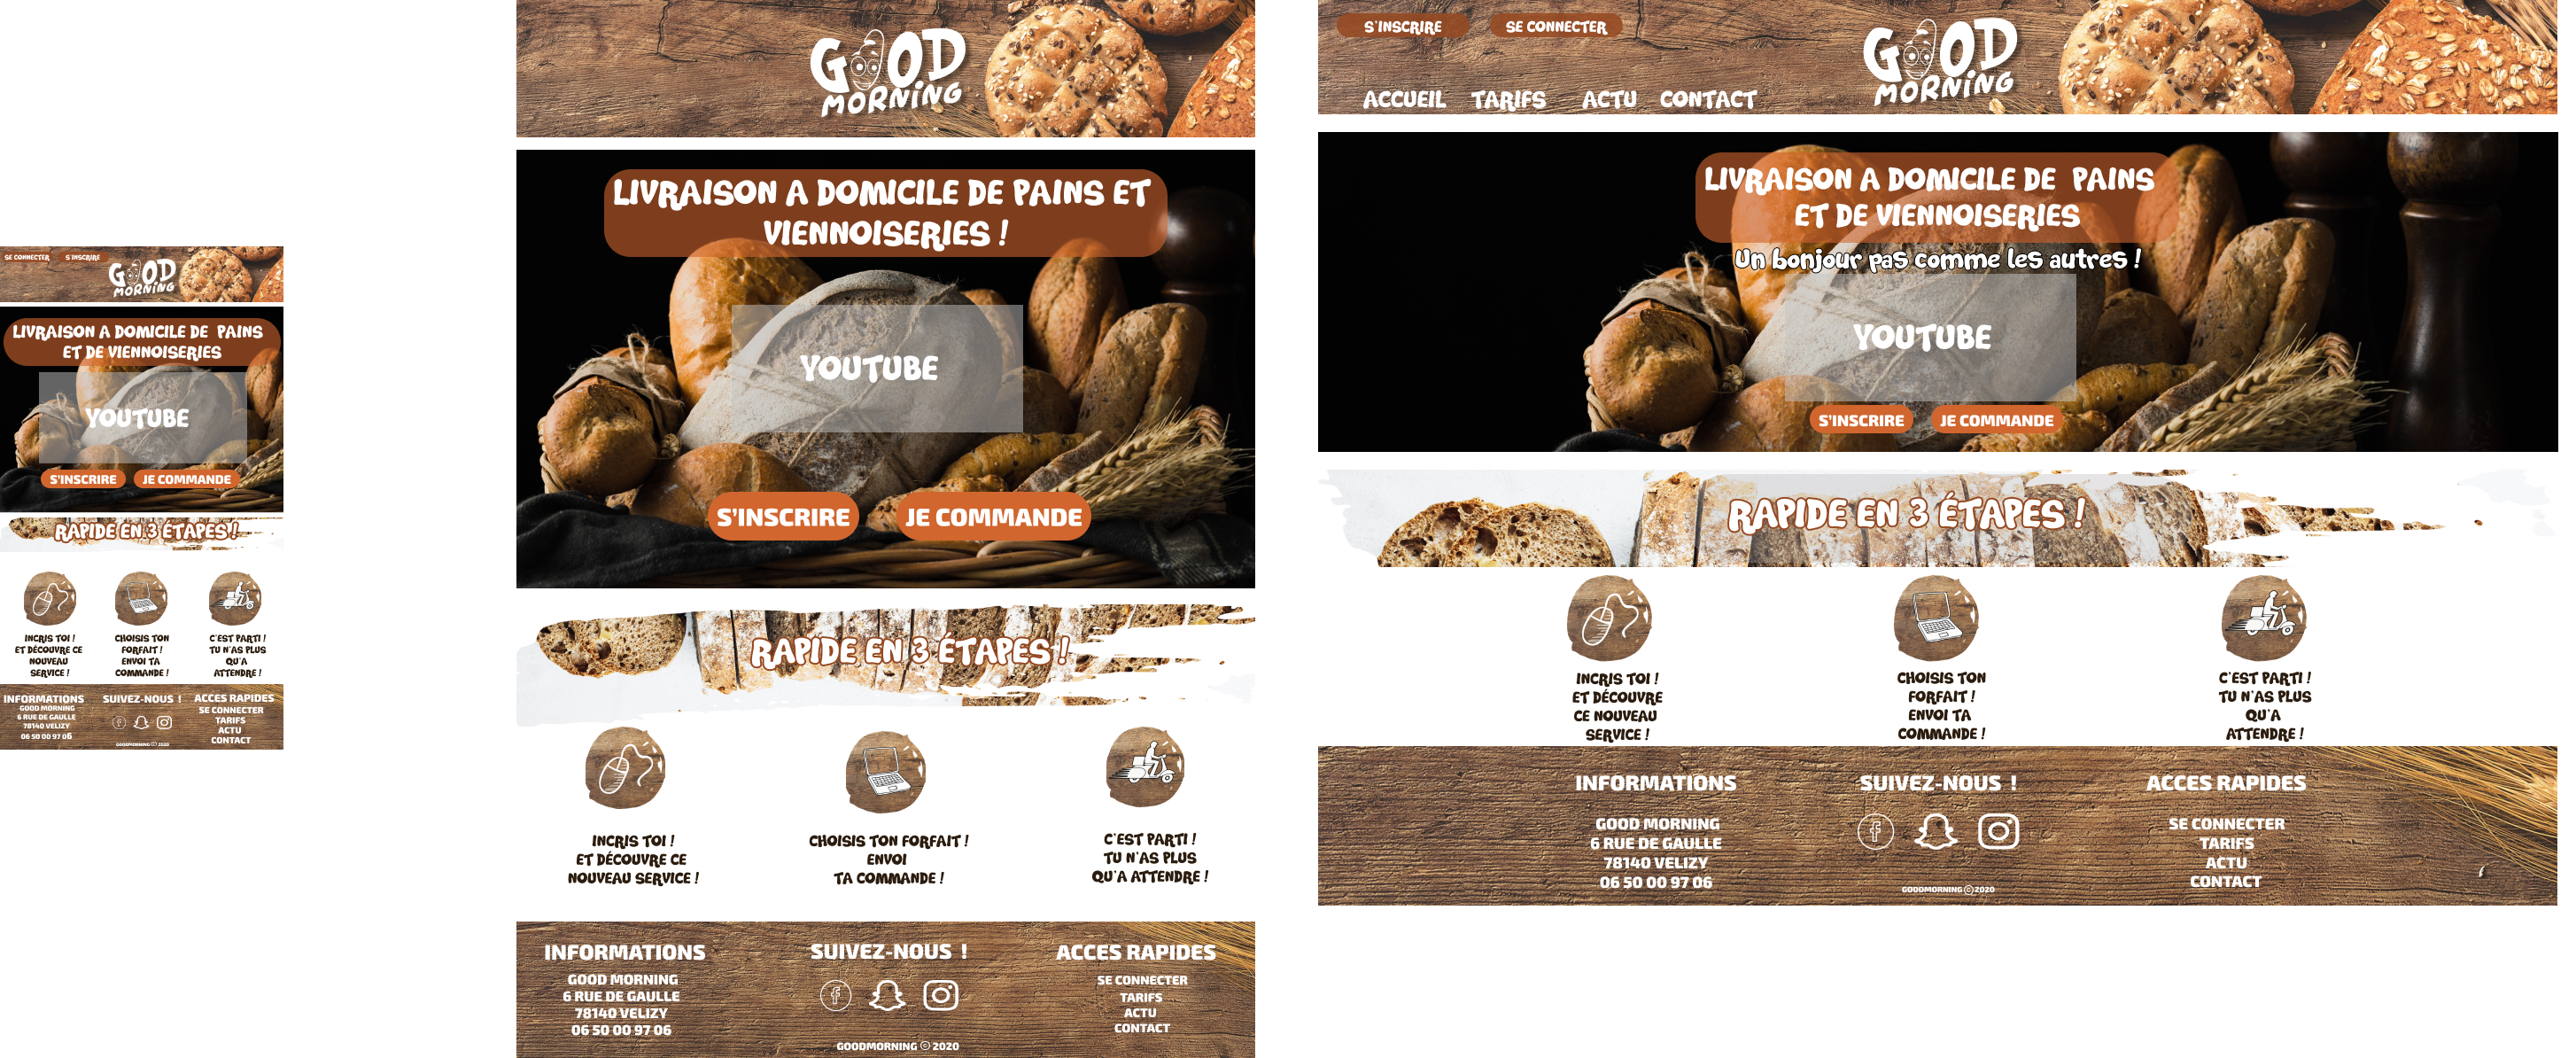 SE CONNECTER S'INSCRIRE
GOOD
MORNING
LIVRAISON A DOMICILE DE PAINS
ET DE VIENNOISERIES
YOUTUBE
S'INSCRIRE JE COMMANDE
RAPIDE EN 3 ÉTAPES !
INCRIS TOI !
ET DÉCOUVRE CE
NOUVEAU
SERVICE !
CHOISIS TON
FORFAIT !
ENVOI TA
COMMANDE !
C'EST PARTI !
TU N'AS PLUS
QU'A
ATTENDRE !
INFORMATIONS
GOOD MORNING
6 RUE DE GAULLE
78140 VELIZY
06 50 00 97 06
SUIVEZ-NOUS !
GOODMORNING © 2020
ACCES RAPIDES
SE CONNECTER
TARIFS
ACTU
CONTACT
GOOD
MORNING
LIVRAISON A DOMICILE DE PAINS ET
VIENNOISERIES !
YOUTUBE
S'INSCRIRE JE COMMANDE
RAPIDE EN 3 ÉTAPES !
INCRIS TOI !
ET DÉCOUVRE CE
NOUVEAU SERVICE !
CHOISIS TON FORFAIT !
ENVOI
TA COMMANDE !
C'EST PARTI !
TU N'AS PLUS
QU'A ATTENDRE !
INFORMATIONS
GOOD MORNING
6 RUE DE GAULLE
78140 VELIZY
06 50 00 97 06
SUIVEZ-NOUS !
GOODMORNING © 2020
ACCES RAPIDES
SE CONNECTER
TARIFS
ACTU
CONTACT
S'INSCRIRE SE CONNECTER
GOOD
MORNING
ACCUEIL TARIFS ACTU CONTACT
LIVRAISON A DOMICILE DE PAINS
ET DE VIENNOISERIES
Un bonjour pas comme les autres !
YOUTUBE
S'INSCRIRE JE COMMANDE
RAPIDE EN 3 ÉTAPES !
INCRIS TOI !
ET DÉCOUVRE
CE NOUVEAU
SERVICE !
CHOISIS TON
FORFAIT !
ENVOI TA
COMMANDE !
C'EST PARTI !
TU N'AS PLUS
QU'A
ATTENDRE !
INFORMATIONS
GOOD MORNING
6 RUE DE GAULLE
78140 VELIZY
06 50 00 97 06
SUIVEZ-NOUS !
GOODMORNING © 2020
ACCES RAPIDES
SE CONNECTER
TARIFS
ACTU
CONTACT